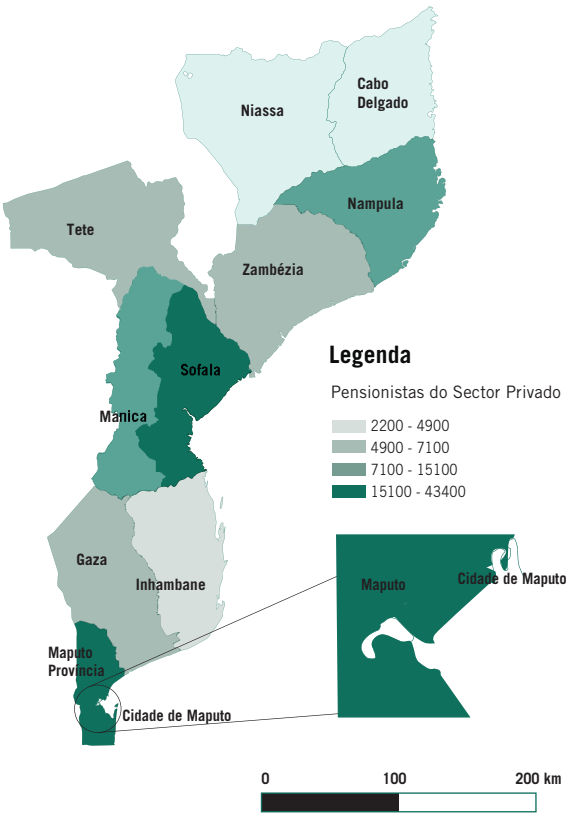 Cabo
Delgado
Niassa
Nampula
Tete
Zambézia
Legenda
Pensionistas do Sector Privado
2200 - 4900
4900 - 7100
7100 - 15100
15100 - 43400
Sofala
Manica
Gaza
Inhambane
Maputo
Cidade de Maputo
Maputo
Província
Cidade de Maputo
0 100 200 km